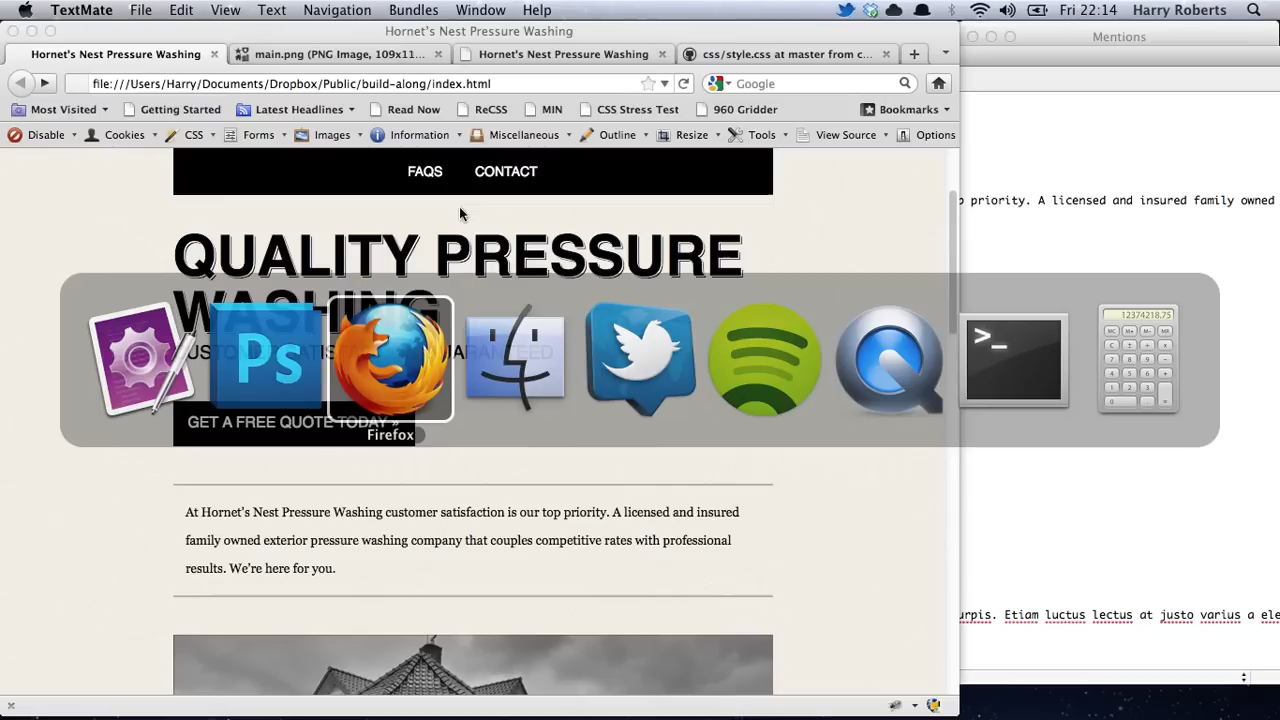 TextMate File Edit View Text Navigation Bundles Window Help Fri 22:14 Harry Roberts
Hornet's Nest Pressure Washing
Mentions
Hornet's Nest Pressure Washing main.png (PNG Image, 109x11... Hornet's Nest Pressure Washing css/style.css at master from c...
file:///Users/Harry/Documents/Dropbox/Public/build-along/index.html Google
Most Visited Getting Started Latest Headlines Read Now ReCSS MIN CSS Stress Test 960 Gridder Bookmarks
Disable Cookies CSS Forms Images Information Miscellaneous Outline Resize Tools View Source Options
FAQS CONTACT
priority. A licensed and insured family owned
QUALITY PRESSURE
WASHING
Ps
>_
12374218.75
GET A FREE QUOTE TODAY »
Firefox
At Hornet's Nest Pressure Washing customer satisfaction is our top priority. A licensed and insured
family owned exterior pressure washing company that couples competitive rates with professional
results. We're here for you.
urpis. Etiam luctus lectus at justo varius a ele